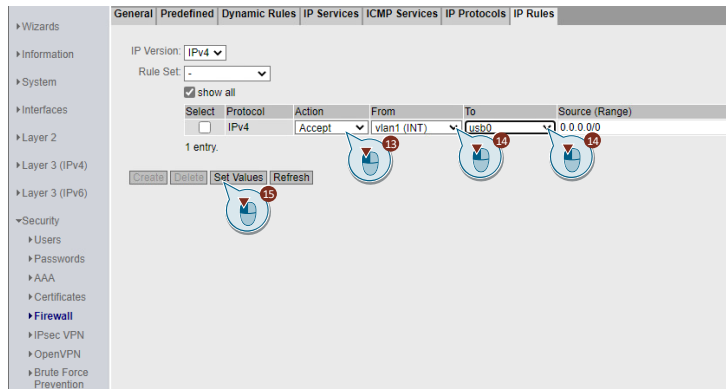 General Predefined Dynamic Rules IP Services ICMP Services IP Protocols IP Rules
Wizards
Information
System
Interfaces
Layer 2
Layer 3 (IPv4)
Layer 3 (IPv6)
Security
Users
Passwords
AAA
Certificates
Firewall
IPsec VPN
OpenVPN
Brute Force
Prevention
IP Version: IPv4
Rule Set: -
show all
Select Protocol Action From To Source (Range)
IPv4 Accept vlan1 (INT) usb0 0.0.0.0/0
13 14 14
1 entry.
Create Delete Set Values Refresh
15